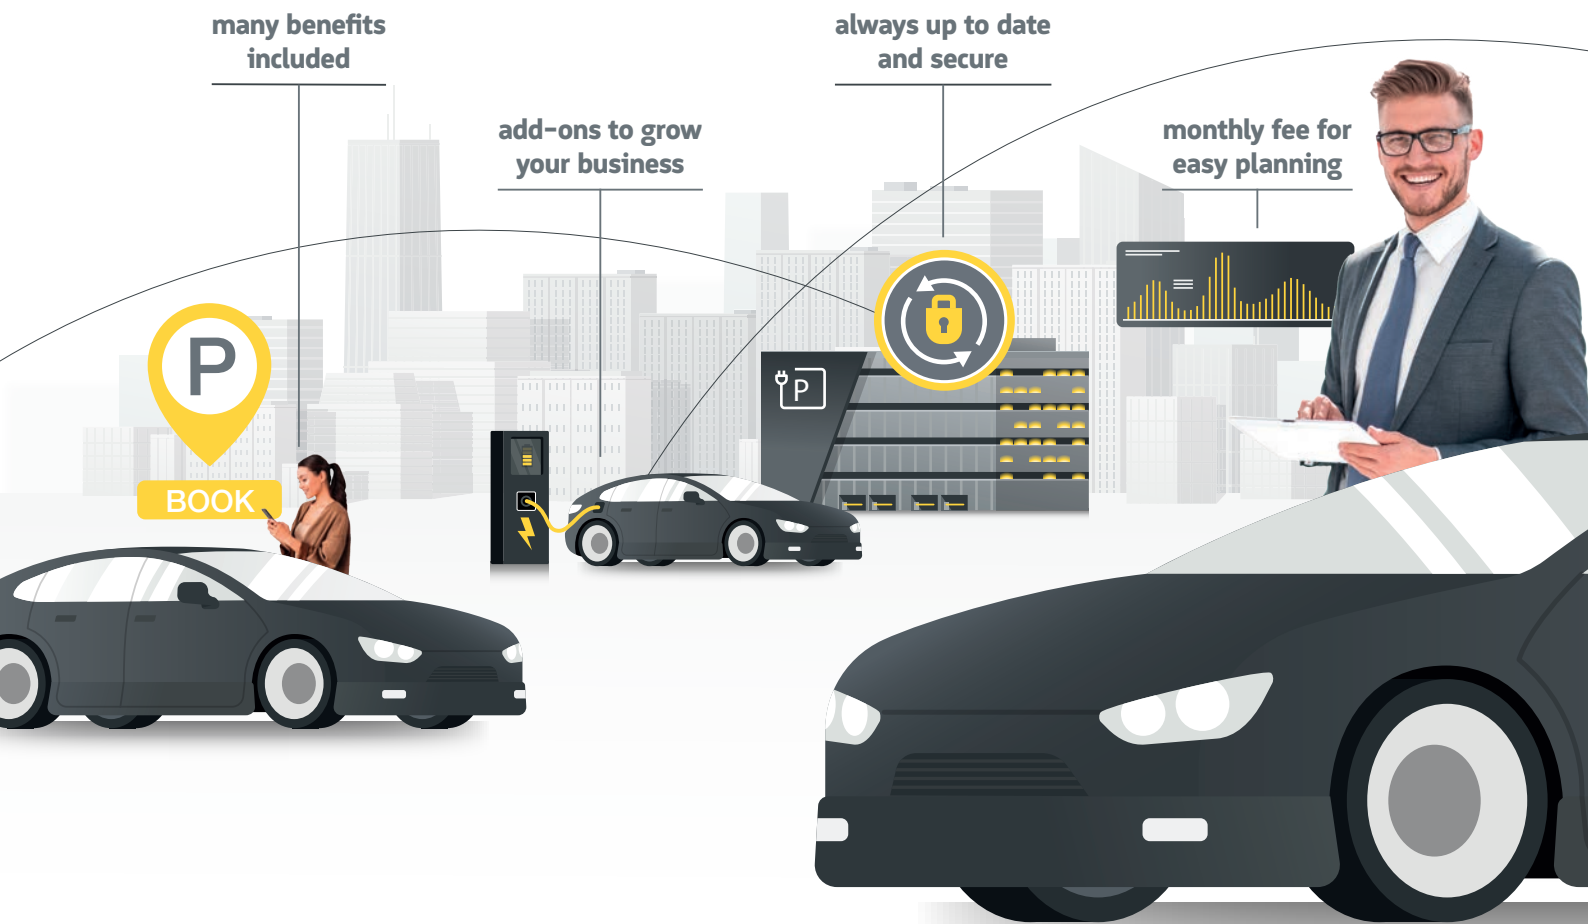 many benefits
included
always up to date
and secure
add-ons to grow
your business
monthly fee for
easy planning
P
P
BOOK